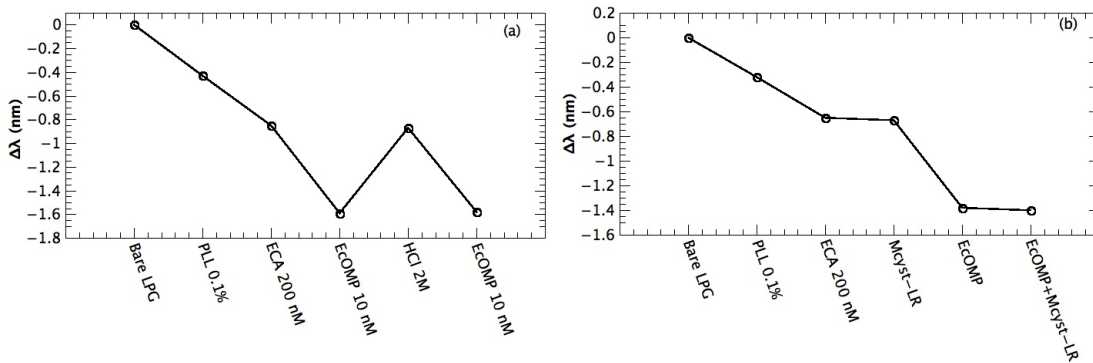 (a)
0
−0.2
−0.4
−0.6
−0.8
−1
−1.2
−1.4
−1.6
−1.8
Δλ (nm)
Bare LPG
PLL 0.1%
ECA 200 nM
EcOMP 10 nM
HCl 2M
EcOMP 10 nM
(b)
0.2
0
−0.2
−0.4
−0.6
−0.8
−1
−1.2
−1.4
−1.6
Δλ (nm)
Bare LPG
PLL 0.1%
ECA 200 nM
Mcyst−LR
EcOMP
EcOMP+Mcyst−LR